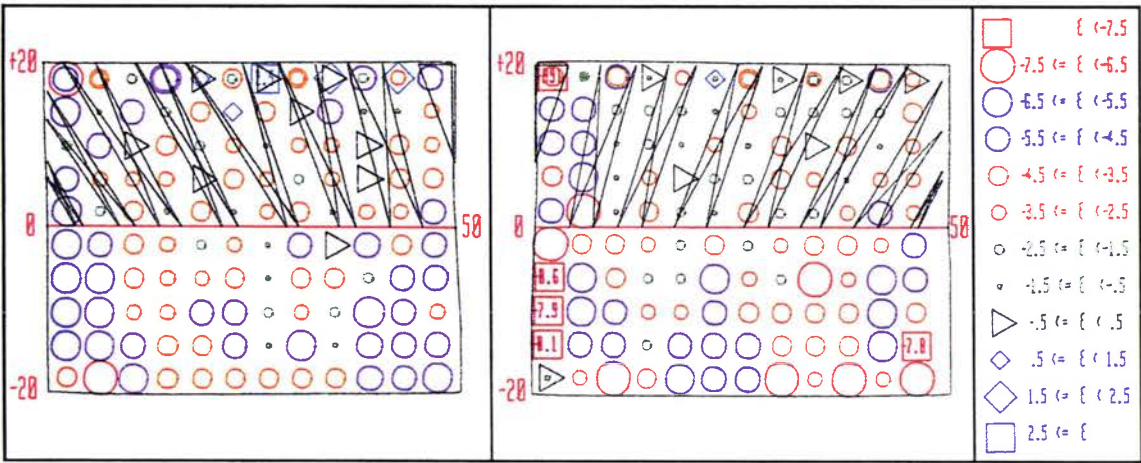 +20
0
50
-20
+20
0
50
-20
-8.6
-7.9
-8.1
-7.8
ξ <-7.5
-7.5 <= ξ <-6.5
-6.5 <= ξ <-5.5
-5.5 <= ξ <-4.5
-4.5 <= ξ <-3.5
-3.5 <= ξ <-2.5
-2.5 <= ξ <-1.5
-1.5 <= ξ <-.5
-.5 <= ξ < .5
.5 <= ξ < 1.5
1.5 <= ξ < 2.5
2.5 <= ξ